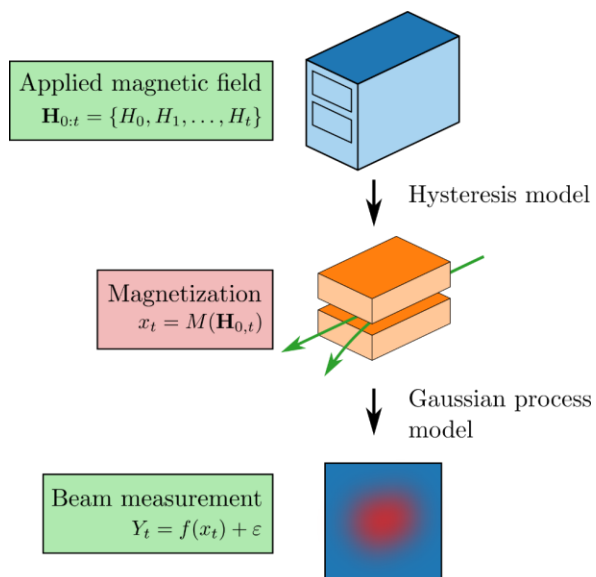 Applied magnetic field
𝐇₀:ₜ = {H₀, H₁, . . . , Hₜ}
Hysteresis model
Magnetization
xₜ = M(𝐇₀,ₜ)
Gaussian process
model
Beam measurement
Yₜ = f(xₜ) + ε